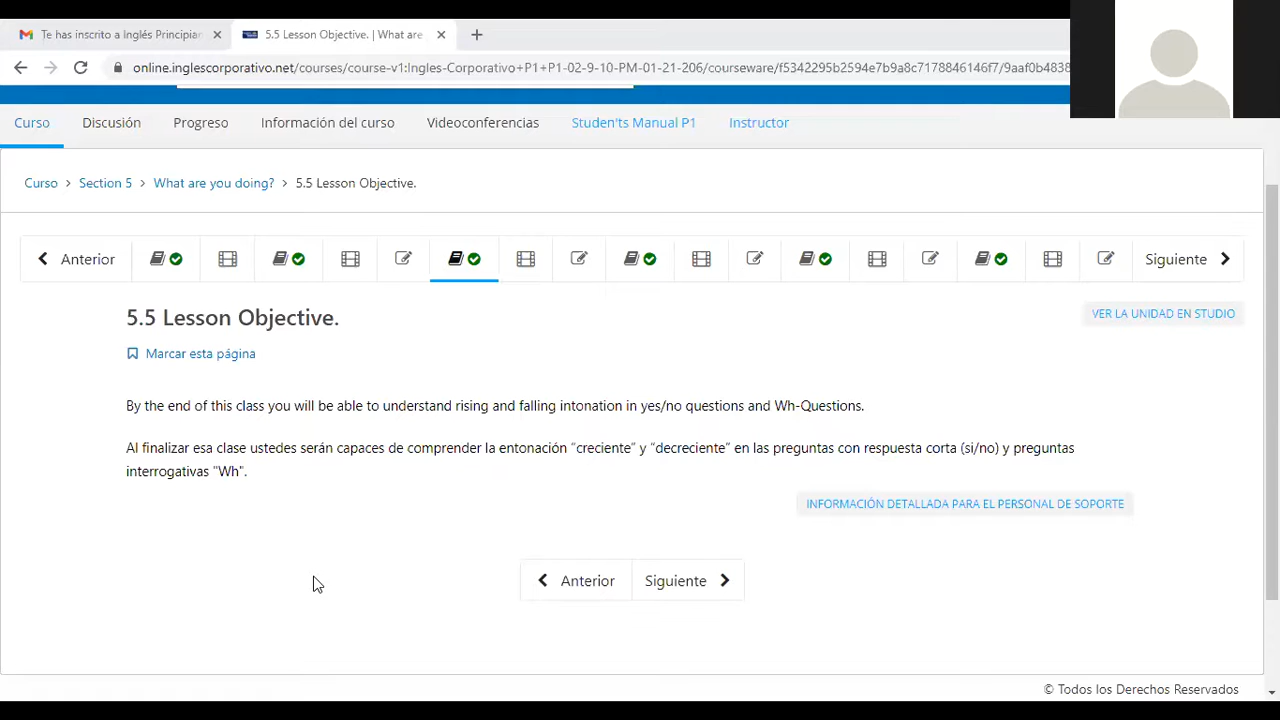 Te has inscrito a Inglés Principian
5.5 Lesson Objective. | What are
online.inglescorporativo.net/courses/course-v1:Ingles-Corporativo+P1+P1-02-9-10-PM-01-21-206/courseware/f5342295b2594e7b9a8c7178846146f7/9aaf0b4838
Curso Discusión Progreso Información del curso Videoconferencias Studen'ts Manual P1 Instructor
Curso > Section 5 > What are you doing? > 5.5 Lesson Objective.
Anterior Siguiente
5.5 Lesson Objective.
VER LA UNIDAD EN STUDIO
Marcar esta página
By the end of this class you will be able to understand rising and falling intonation in yes/no questions and Wh-Questions.
Al finalizar esa clase ustedes serán capaces de comprender la entonación “creciente” y “decreciente” en las preguntas con respuesta corta (si/no) y preguntas
interrogativas "Wh".
INFORMACIÓN DETALLADA PARA EL PERSONAL DE SOPORTE
Anterior Siguiente
© Todos los Derechos Reservados